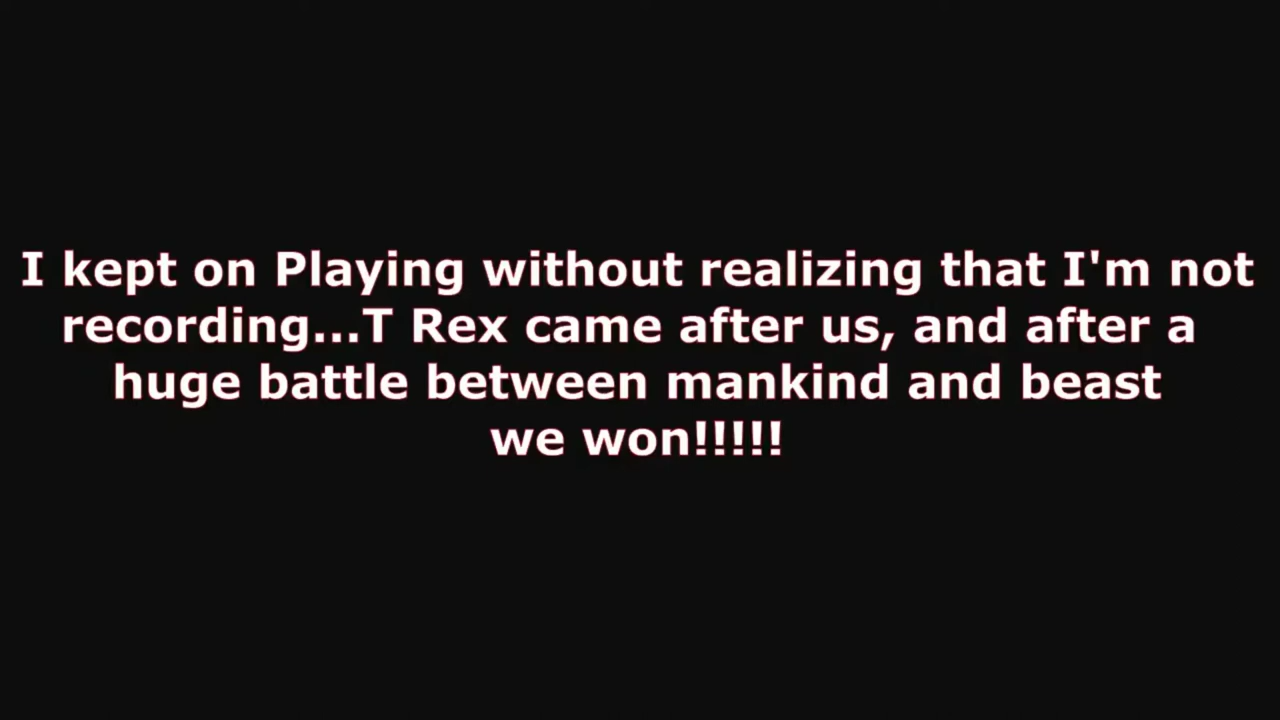 I kept on Playing without realizing that I'm not
recording...T Rex came after us, and after a
huge battle between mankind and beast
we won!!!!!